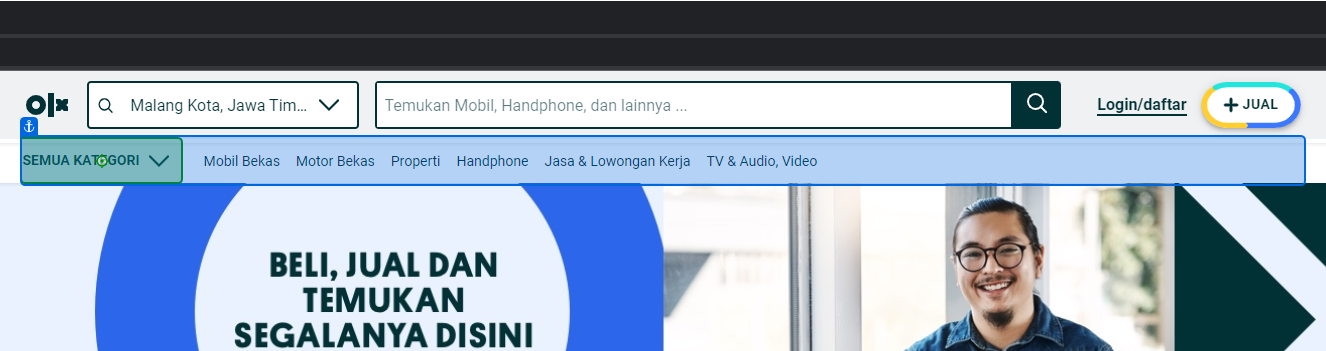 olx
Malang Kota, Jawa Tim...
Temukan Mobil, Handphone, dan lainnya ...
Login/daftar
JUAL
SEMUA KATEGORI
Mobil Bekas
Motor Bekas
Properti
Handphone
Jasa & Lowongan Kerja
TV & Audio, Video
BELI, JUAL DAN
TEMUKAN
SEGALANYA DISINI